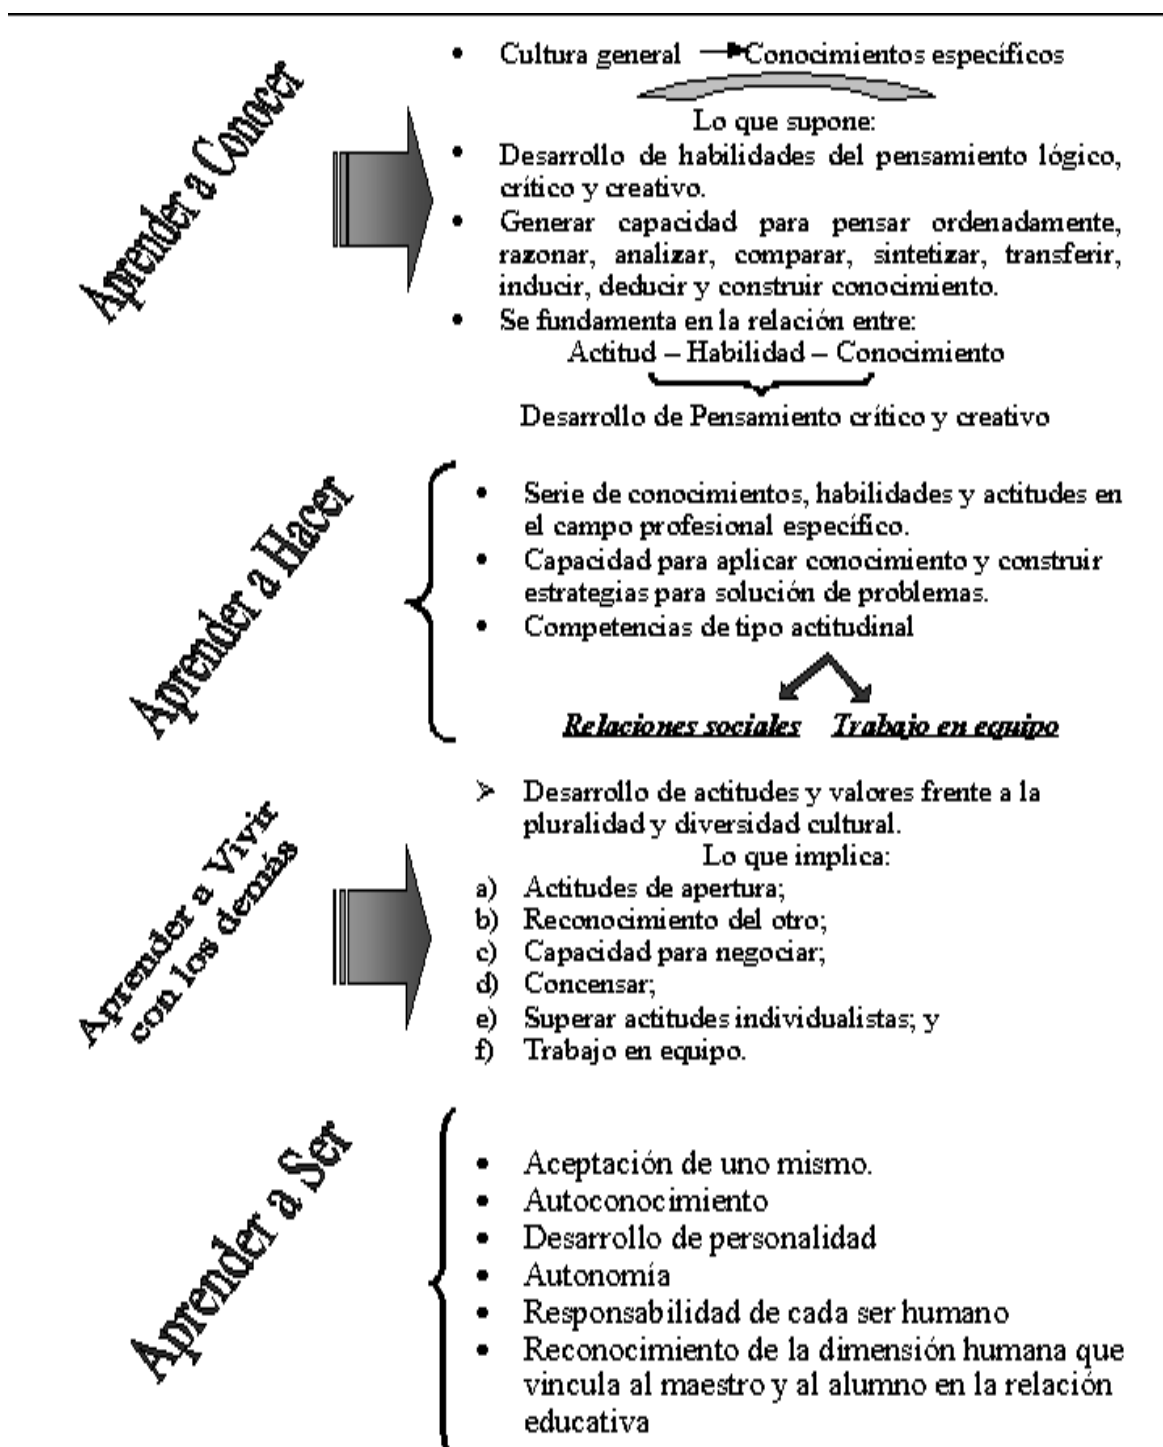 Aprender a Conocer
• Cultura general → Conocimientos específicos
Lo que supone:
• Desarrollo de habilidades del pensamiento lógico,
crítico y creativo.
• Generar capacidad para pensar ordenadamente,
razonar, analizar, comparar, sintetizar, transferir,
inducir, deducir y construir conocimiento.
• Se fundamenta en la relación entre:
Actitud – Habilidad – Conocimiento
Desarrollo de Pensamiento crítico y creativo
Aprender a Hacer
• Serie de conocimientos, habilidades y actitudes en
el campo profesional específico.
• Capacidad para aplicar conocimiento y construir
estrategias para solución de problemas.
• Competencias de tipo actitudinal
Relaciones sociales Trabajo en equipo
Aprender a Vivir
con los demás
➢ Desarrollo de actitudes y valores frente a la
pluralidad y diversidad cultural.
Lo que implica:
a) Actitudes de apertura;
b) Reconocimiento del otro;
c) Capacidad para negociar;
d) Concensar;
e) Superar actitudes individualistas; y
f) Trabajo en equipo.
Aprender a Ser
• Aceptación de uno mismo.
• Autoconocimiento
• Desarrollo de personalidad
• Autonomía
• Responsabilidad de cada ser humano
• Reconocimiento de la dimensión humana que
vincula al maestro y al alumno en la relación
educativa